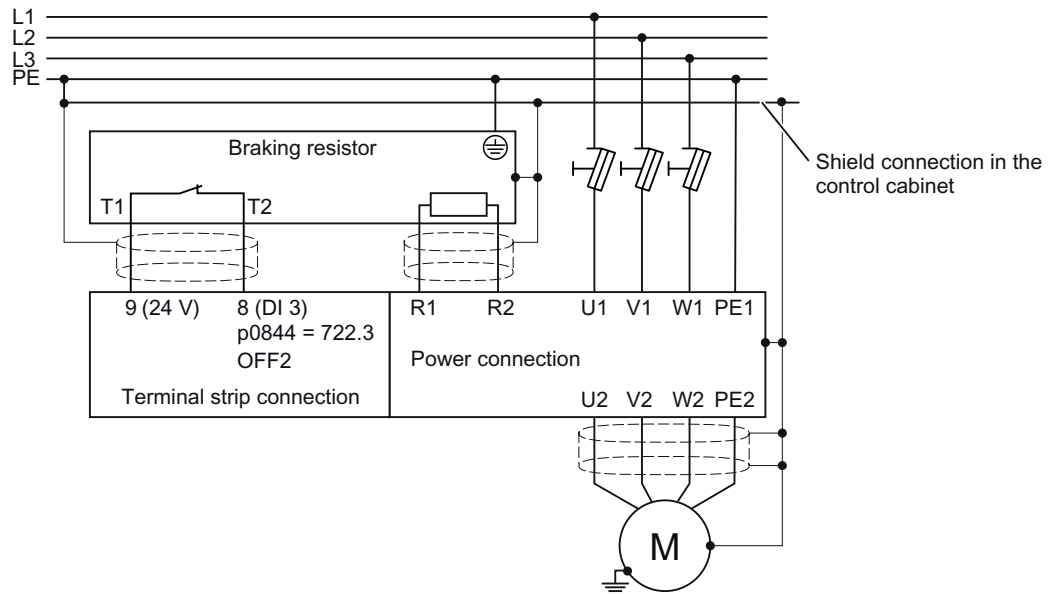 L1
L2
L3
PE
Braking resistor
Shield connection in the
control cabinet
T1
T2
9 (24 V)
8 (DI 3)
p0844 = 722.3
OFF2
R1
R2
U1
V1
W1
PE1
Power connection
Terminal strip connection
U2
V2
W2
PE2
M